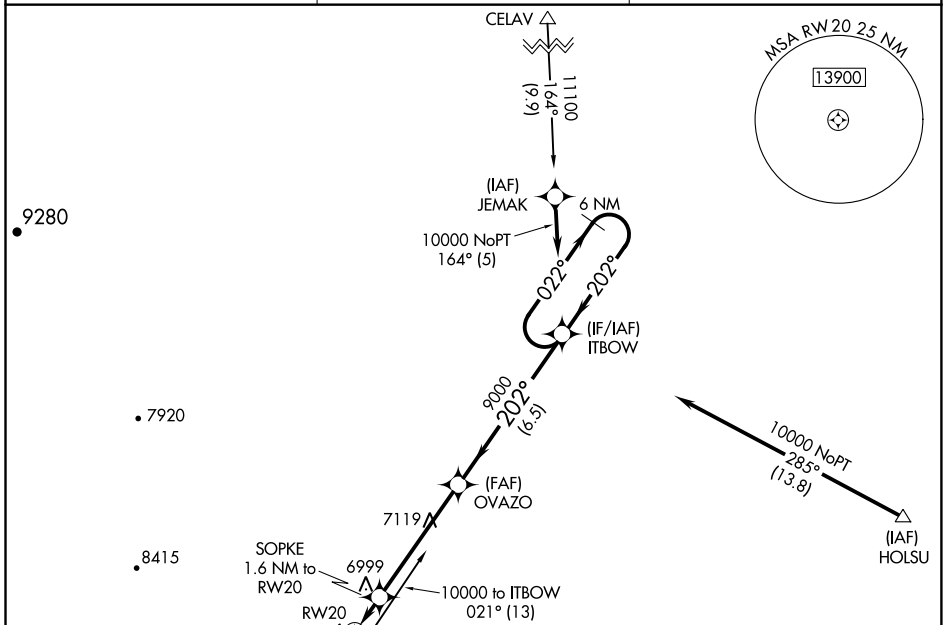 CELAV
11100
164°
(9.9)
MSA RW 20 25 NM
13900
(IAF)
JEMAK
6 NM
9280
10000 NoPT
164° (5)
022°
202°
(IF/IAF)
ITBOW
9000
202°
(6.5)
7920
10000 NoPT
285°
(13.8)
(FAF)
OVAZO
7119
(IAF)
HOLSU
8415
SOPKE
1.6 NM to
RW20
6999
10000 to ITBOW
021° (13)
RW20